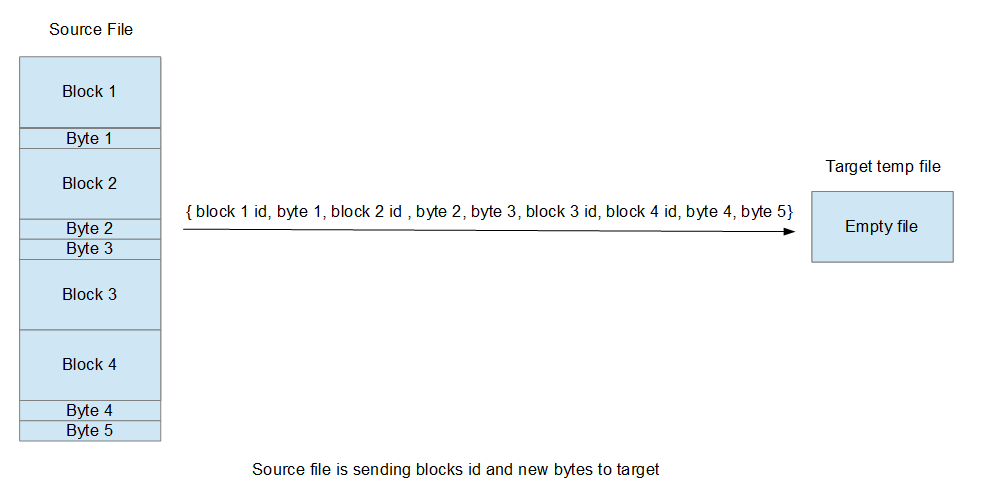 Source File
Block 1
Byte 1
Block 2
Byte 2
Byte 3
Block 3
Block 4
Byte 4
Byte 5
{ block 1 id, byte 1, block 2 id , byte 2, byte 3, block 3 id, block 4 id, byte 4, byte 5}
Target temp file
Empty file
Source file is sending blocks id and new bytes to target